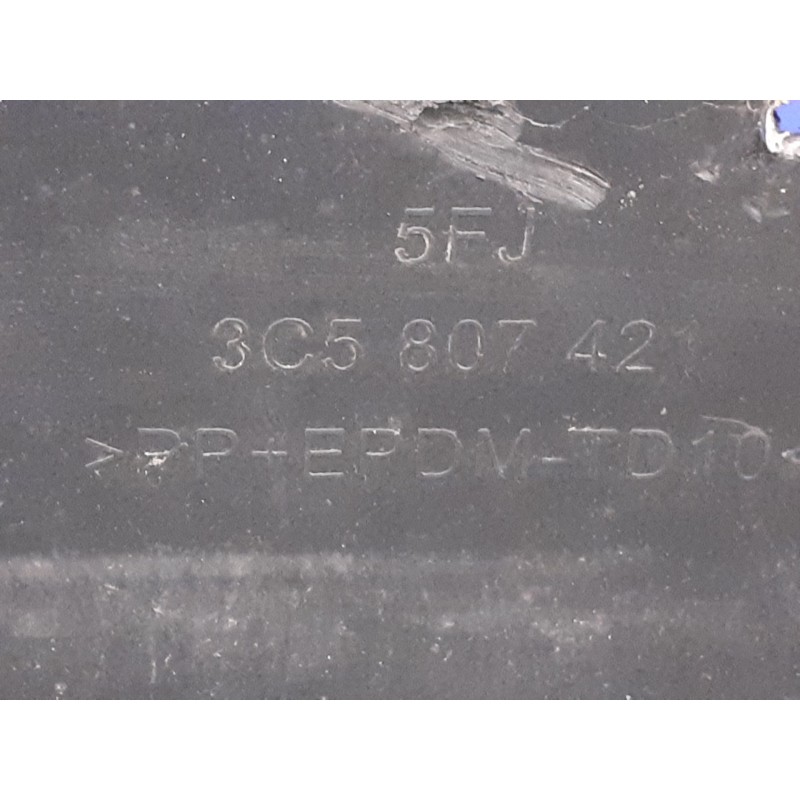 5FJ
3C5 807 421
>PP+EPDM-TD10<